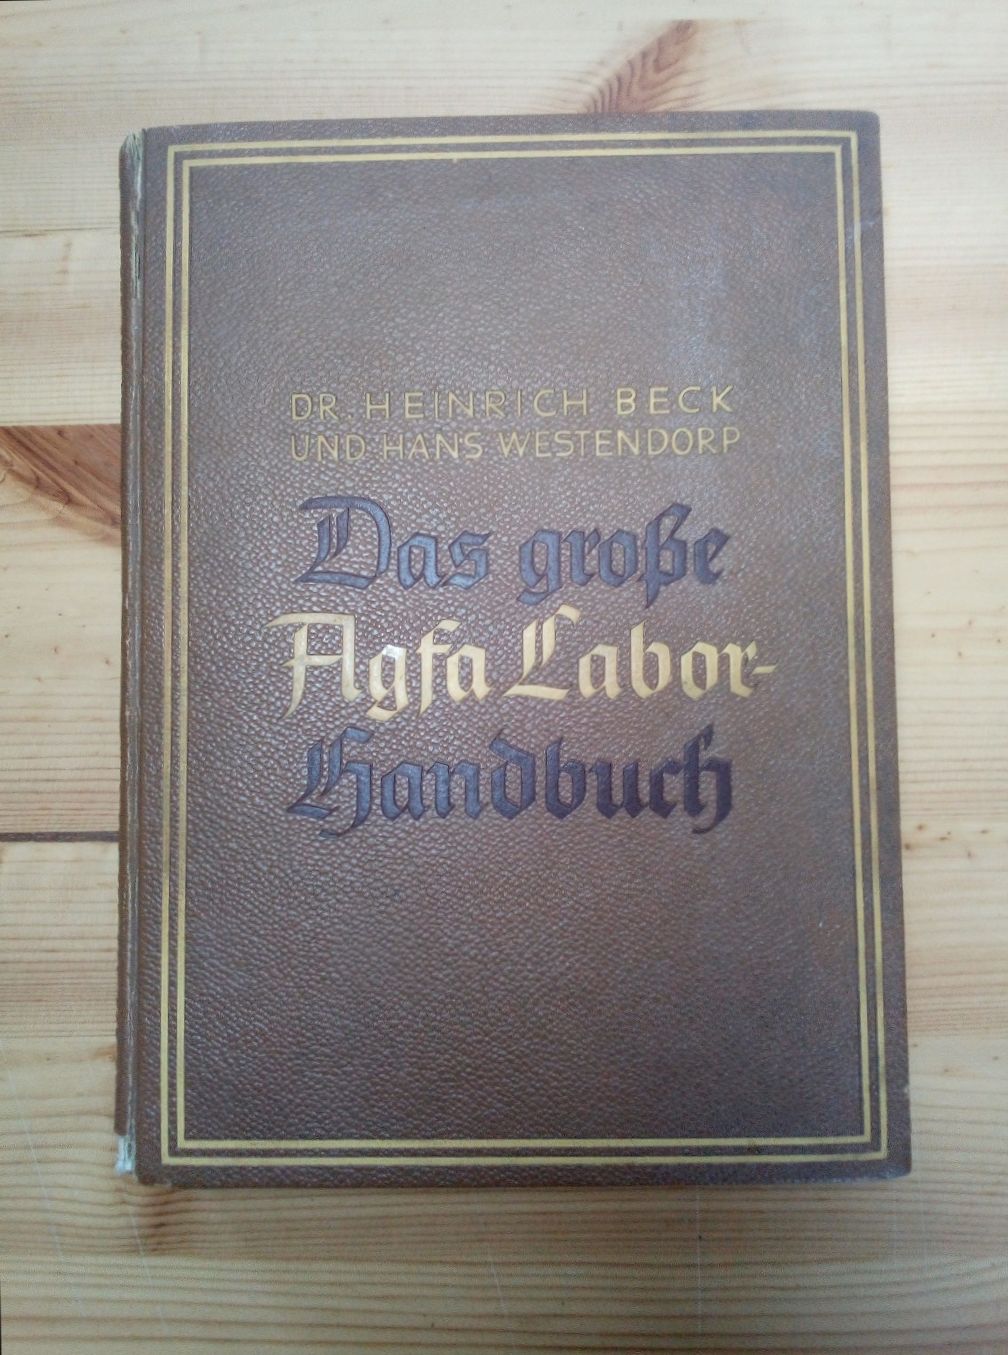 DR. HEINRICH BECK
UND HANS WESTENDORP
Das große
Agfa Labor-
Handbuch